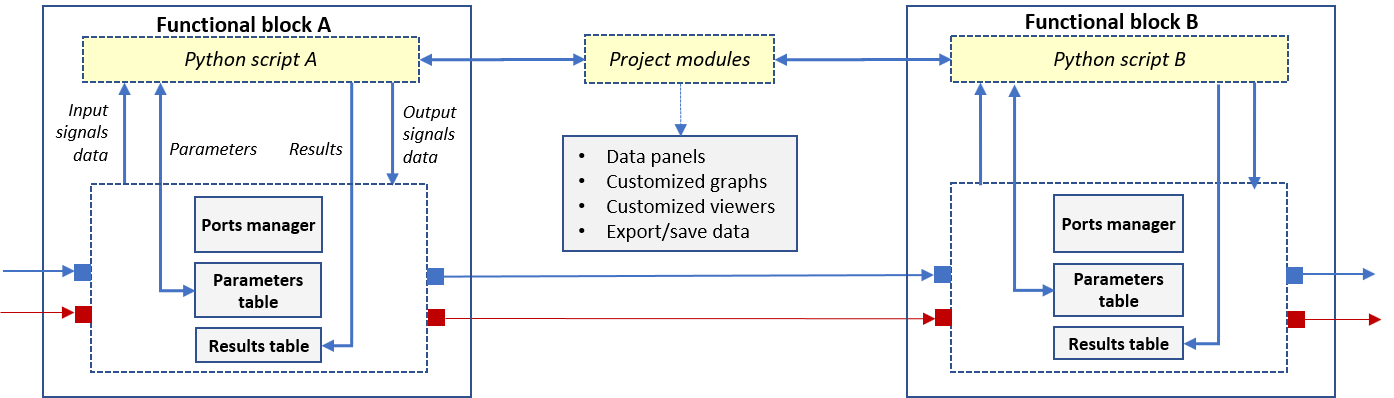 Functional block A
Functional block B
Python script A
Project modules
Python script B
Input
signals
data
Parameters
Results
Output
signals
data
• Data panels
• Customized graphs
• Customized viewers
• Export/save data
Ports manager
Parameters
table
Results table
Ports manager
Parameters
table
Results table